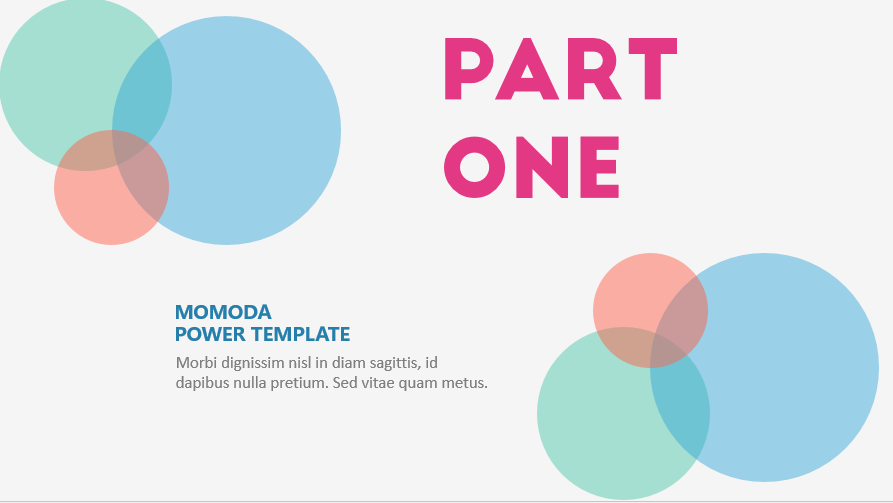 PART
ONE
MOMODA
POWER TEMPLATE
Morbi dignissim nisl in diam sagittis, id
dapibus nulla pretium. Sed vitae quam metus.